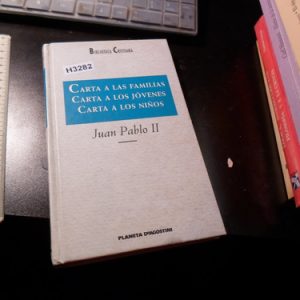 BIBLIOTECA CRISTIANA
H3282
CARTA A LAS FAMILIAS
CARTA A LOS JÓVENES
CARTA A LOS NIÑOS
Juan Pablo II
PLANETA DEAGOSTINI